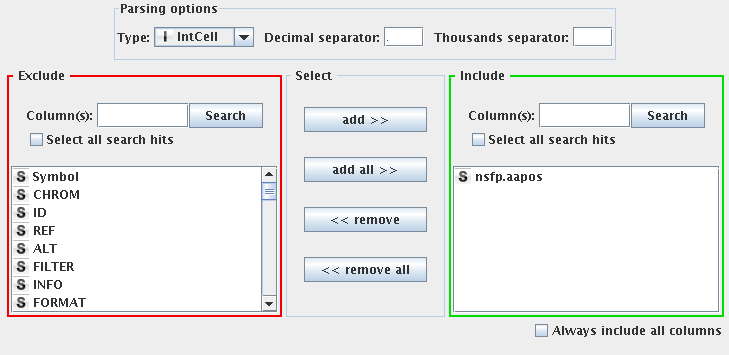 Parsing options
Type: I IntCell Decimal separator: . Thousands separator:
Exclude Select Include
Column(s): Search add >> Column(s): Search
Select all search hits Select all search hits
S Symbol add all >> S nsfp.aapos
S CHROM
S ID
S REF << remove
S ALT
S FILTER
S INFO << remove all
S FORMAT
Always include all columns